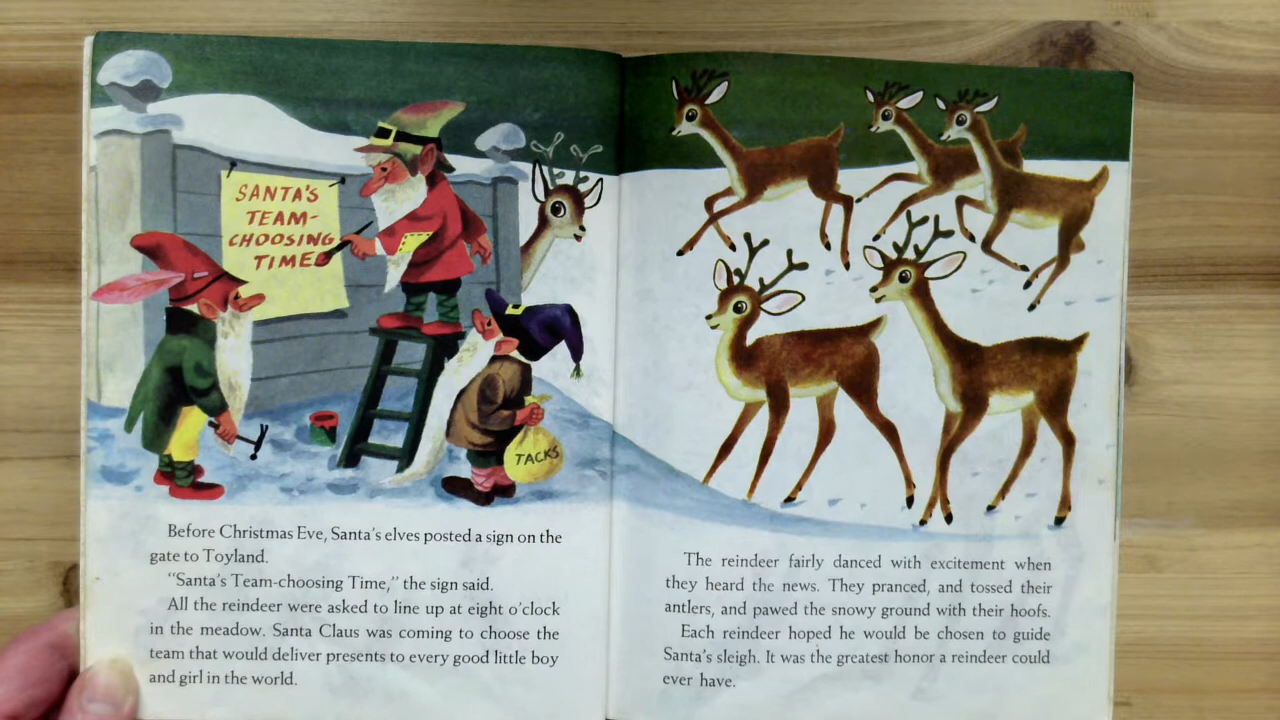 SANTA'S
TEAM-
CHOOSING
TIME
TACKS
Before Christmas Eve, Santa's elves posted a sign on the
gate to Toyland.
"Santa's Team-choosing Time," the sign said.
All the reindeer were asked to line up at eight o'clock
in the meadow. Santa Claus was coming to choose the
team that would deliver presents to every good little boy
and girl in the world.
The reindeer fairly danced with excitement when
they heard the news. They pranced, and tossed their
antlers, and pawed the snowy ground with their hoofs.
Each reindeer hoped he would be chosen to guide
Santa's sleigh. It was the greatest honor a reindeer could
ever have.